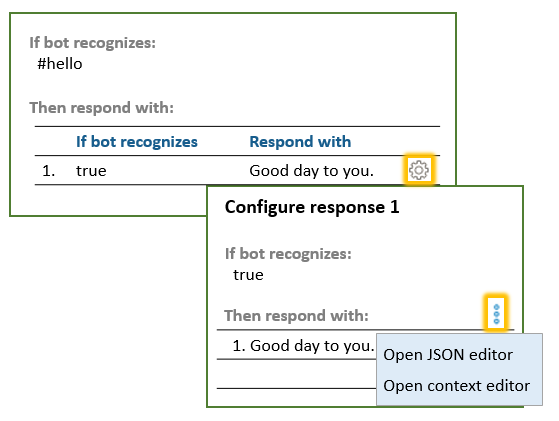 If bot recognizes:
#hello
Then respond with:
If bot recognizes Respond with
1. true Good day to you.
Configure response 1
If bot recognizes:
true
Then respond with:
1. Good day to you.
Open JSON editor
Open context editor